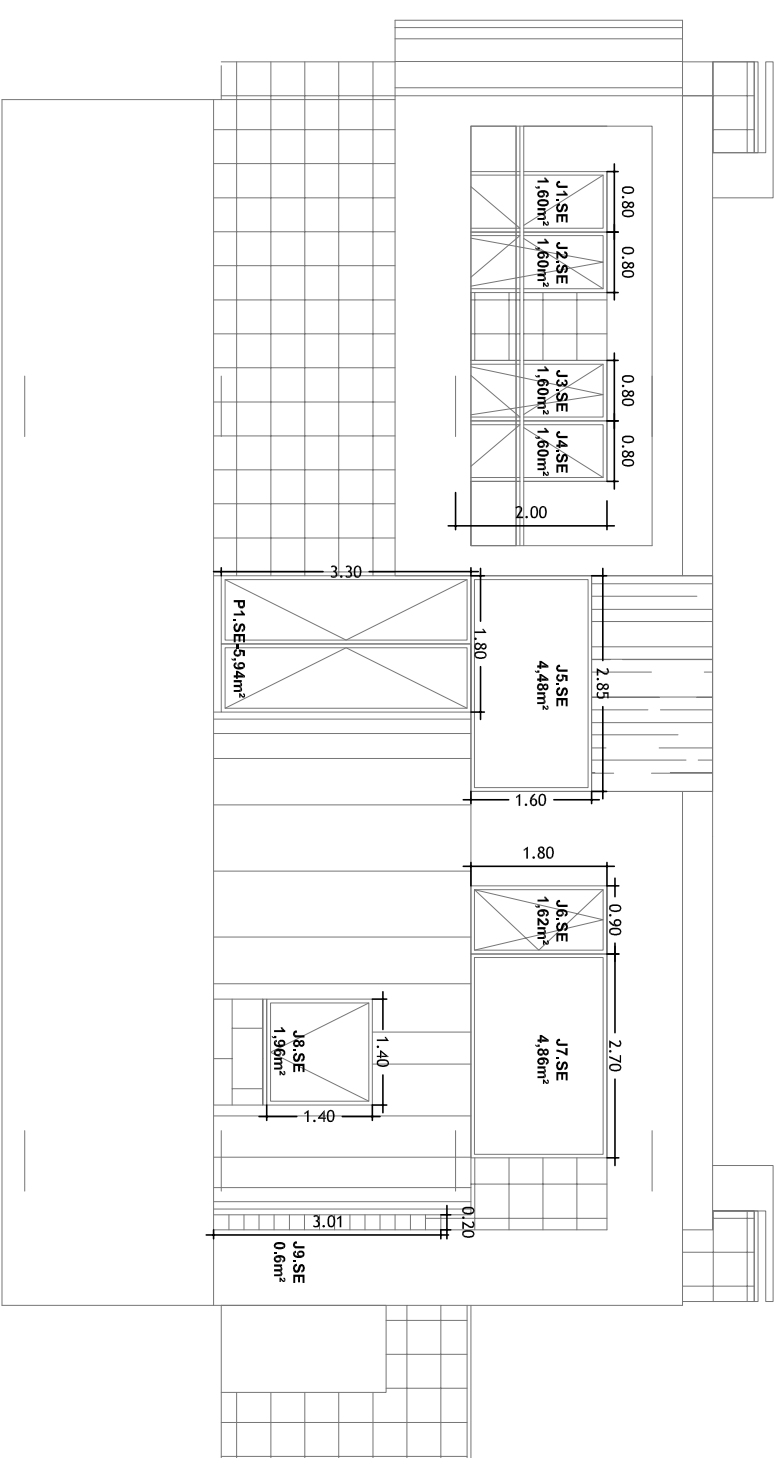 0.80
J1.SE
1,60m²
0.80
J2.SE
1,60m²
0.80
J3.SE
1,60m²
0.80
J4.SE
1,60m²
2.00
3.30
P1.SE-5,94m²
1.80
J5.SE
4,48m²
2.85
1.60
1.80
0.90
J6.SE
1,62m²
2.70
J7.SE
4,86m²
J8.SE
1,96m²
1.40
1.40
3.01
0.20
J9.SE
0.6m²